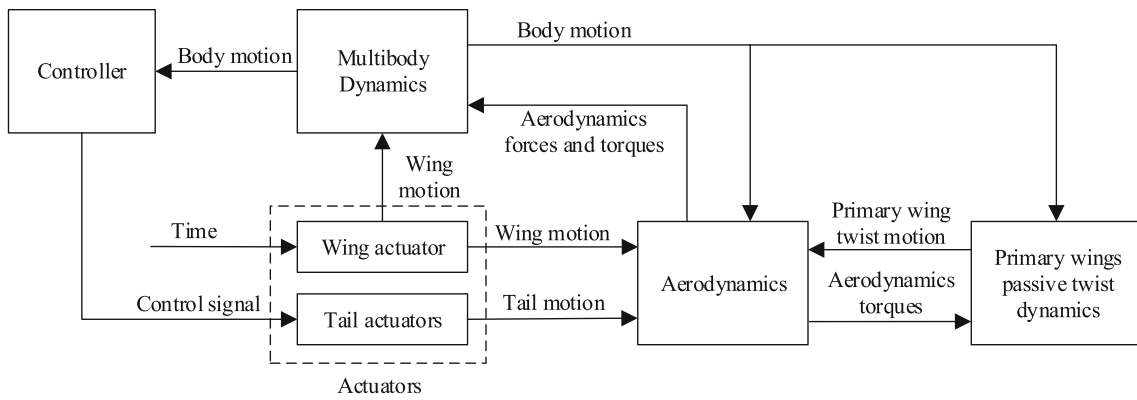 Body motion
Controller
Body motion
Multibody
Dynamics
Aerodynamics
forces and torques
Wing
motion
Time
Wing actuator
Wing motion
Primary wing
twist motion
Control signal
Tail actuators
Tail motion
Aerodynamics
Aerodynamics
torques
Primary wings
passive twist
dynamics
Actuators